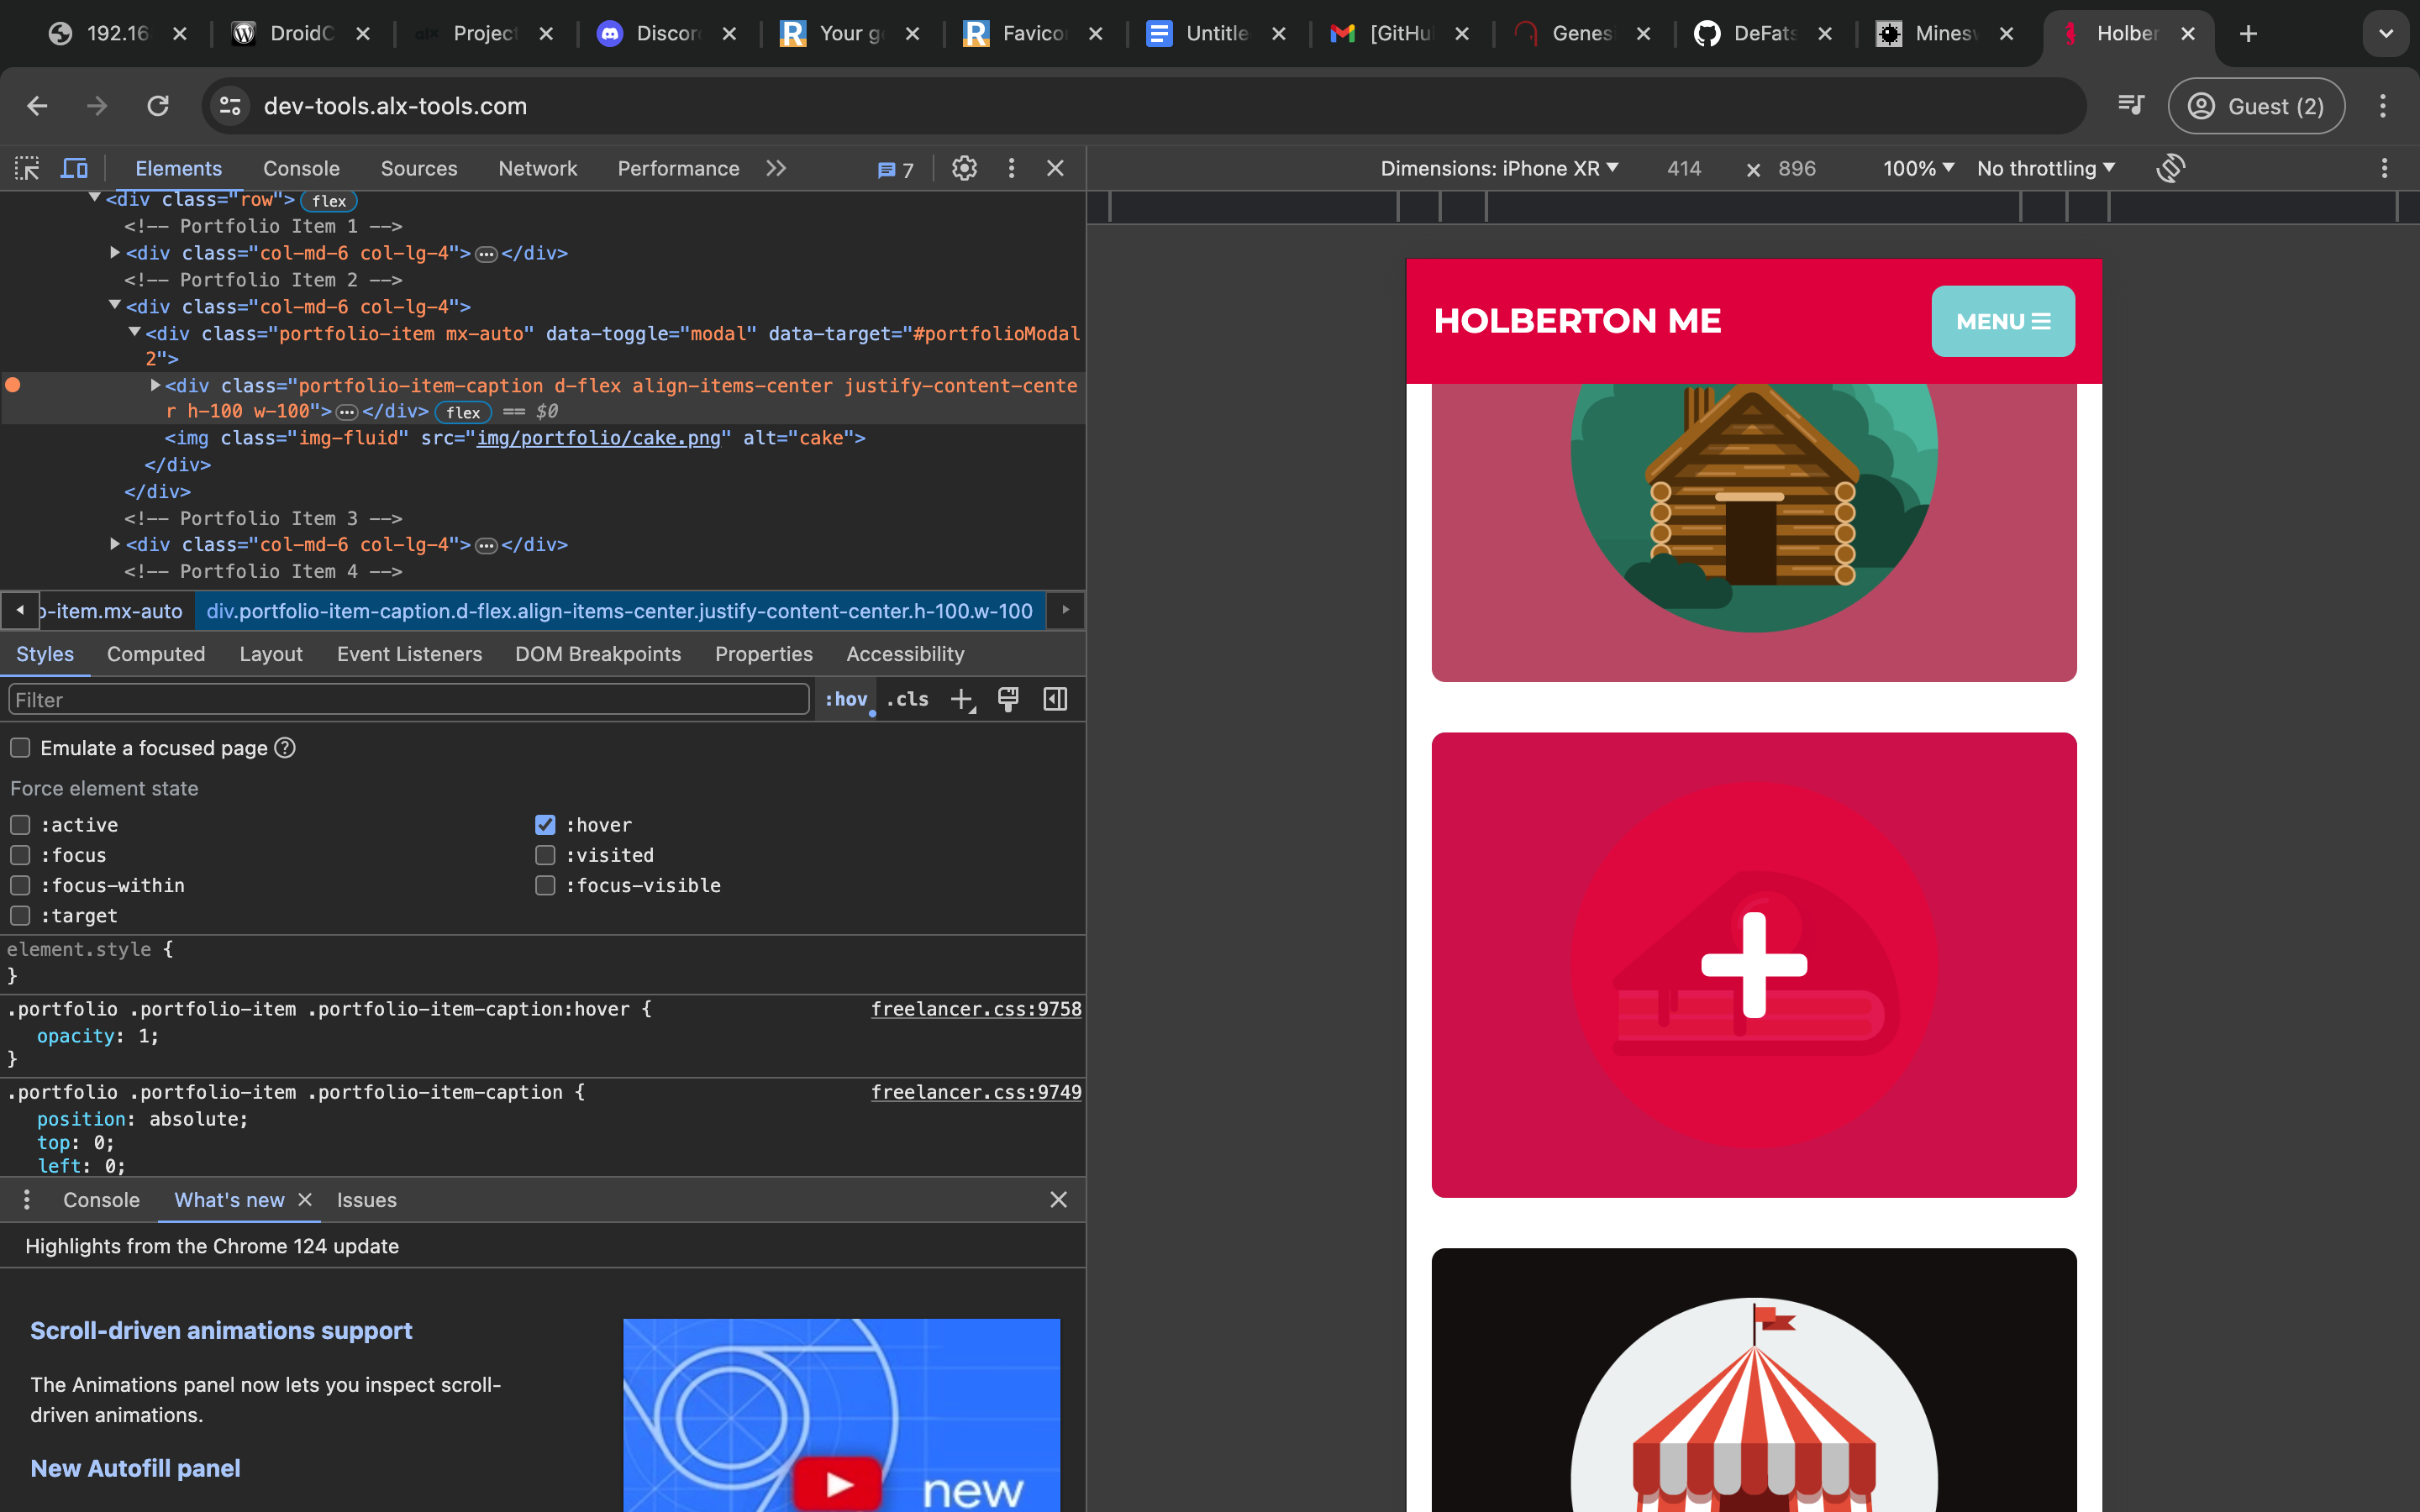 192.16
DroidC
alx Project
Discor
Your g
Favico
Untitle
[GitHu
Genes
DeFats
Minesw
Holber
dev-tools.alx-tools.com
Guest (2)
Elements Console Sources Network Performance 7
Dimensions: iPhone XR 414 × 896 100% No throttling
<div class="row"> flex
<!-- Portfolio Item 1 -->
<div class="col-md-6 col-lg-4">…</div>
<!-- Portfolio Item 2 -->
<div class="col-md-6 col-lg-4">
<div class="portfolio-item mx-auto" data-toggle="modal" data-target="#portfolioModal
2">
<div class="portfolio-item-caption d-flex align-items-center justify-content-cente
r h-100 w-100">…</div> flex == $0
<img class="img-fluid" src="img/portfolio/cake.png" alt="cake">
</div>
</div>
<!-- Portfolio Item 3 -->
<div class="col-md-6 col-lg-4">…</div>
<!-- Portfolio Item 4 -->
o-item.mx-auto div.portfolio-item-caption.d-flex.align-items-center.justify-content-center.h-100.w-100
Styles Computed Layout Event Listeners DOM Breakpoints Properties Accessibility
Filter :hov .cls
Emulate a focused page ?
Force element state
:active :hover
:focus :visited
:focus-within :focus-visible
:target
element.style {
}
.portfolio .portfolio-item .portfolio-item-caption:hover { freelancer.css:9758
opacity: 1;
}
.portfolio .portfolio-item .portfolio-item-caption { freelancer.css:9749
position: absolute;
top: 0;
left: 0;
Console What's new Issues
Highlights from the Chrome 124 update
Scroll-driven animations support
The Animations panel now lets you inspect scroll-
driven animations.
New Autofill panel
new
HOLBERTON ME
MENU